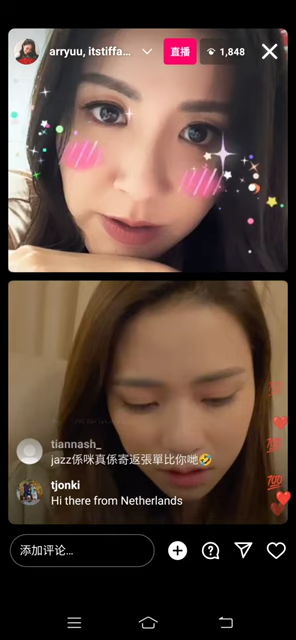 arryuu, itstiffa...
直播
1,848
tiannash_
jazz係咪真係寄返張單比你哋🤣
tjonki
Hi there from Netherlands
添加评论...